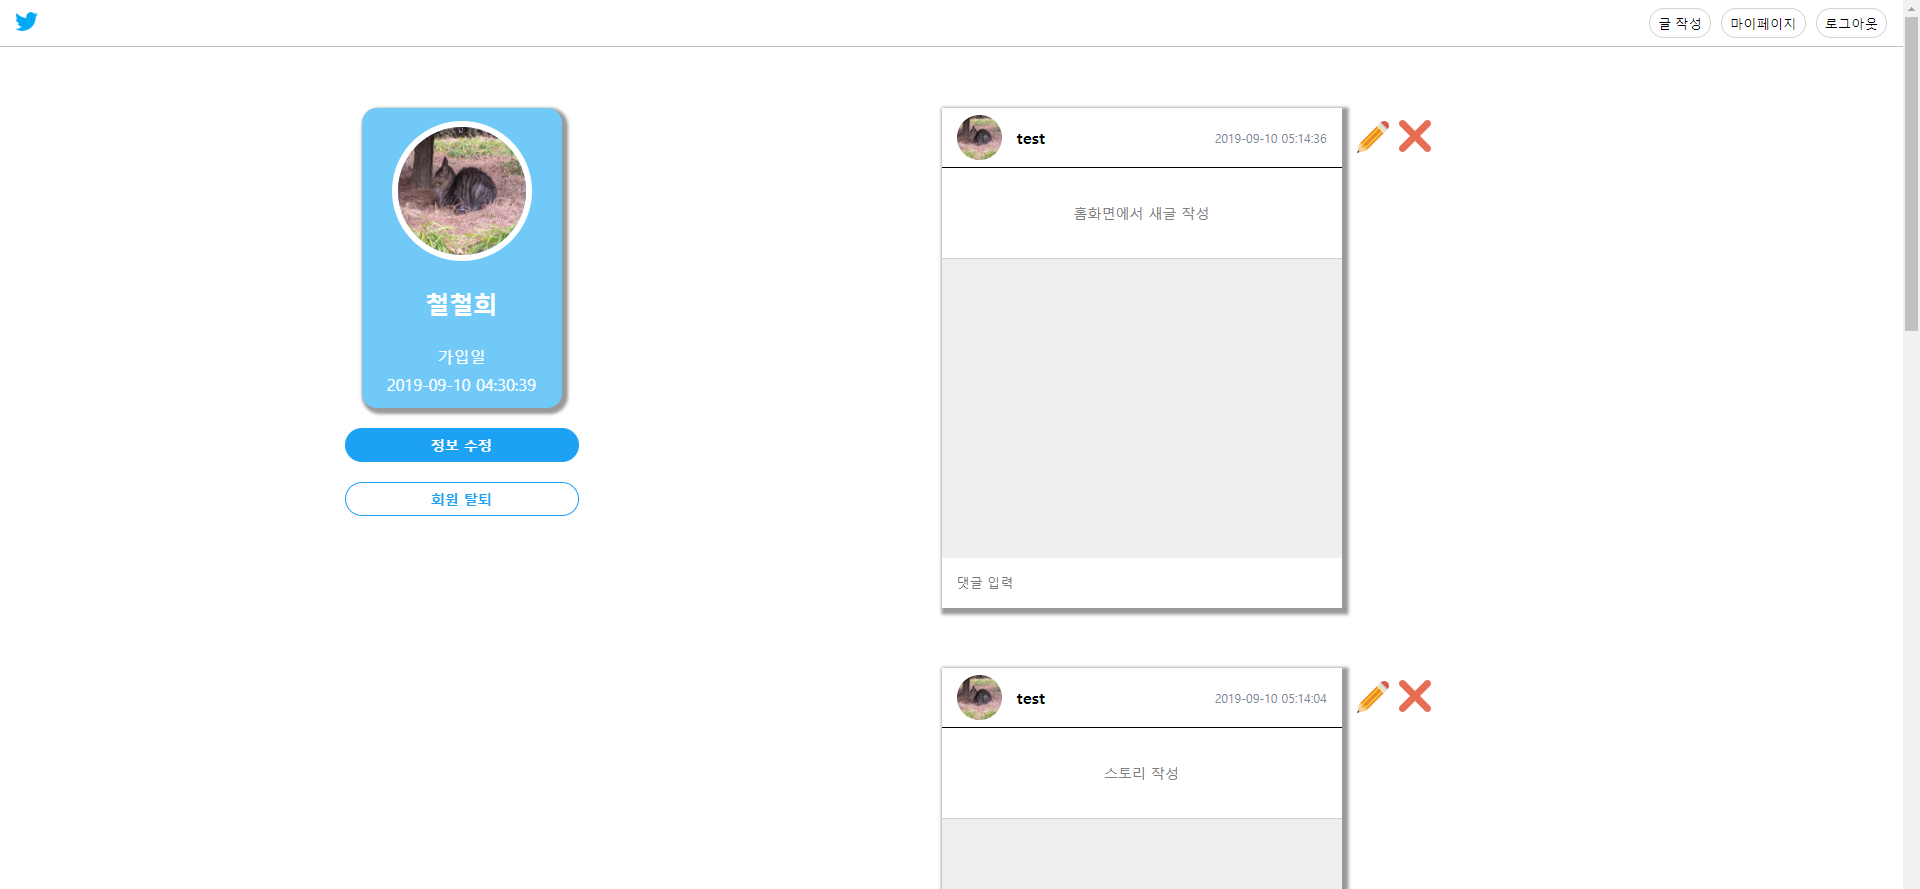 글 작성
마이페이지
로그아웃
철철희
가입일
2019-09-10 04:30:39
정보 수정
회원 탈퇴
test
2019-09-10 05:14:36
홈화면에서 새글 작성
댓글 입력
test
2019-09-10 05:14:04
스토리 작성